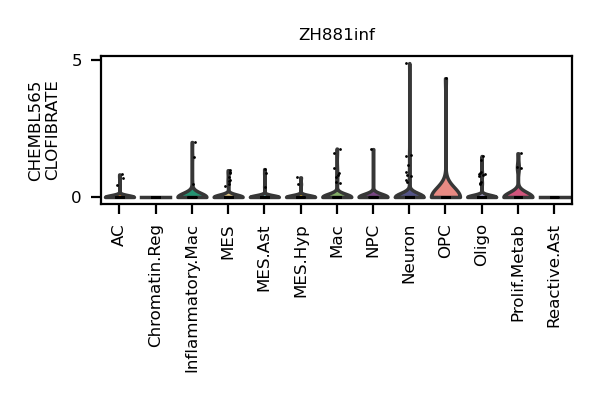 ZH881inf
CHEMBL565
CLOFIBRATE
5
0
AC
Chromatin.Reg
Inflammatory.Mac
MES
MES.Ast
MES.Hyp
Mac
NPC
Neuron
OPC
Oligo
Prolif.Metab
Reactive.Ast